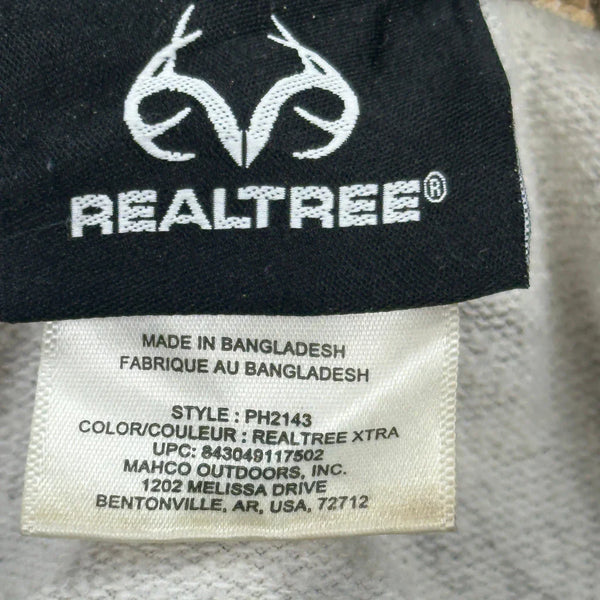 REALTREE®
MADE IN BANGLADESH
FABRIQUE AU BANGLADESH
STYLE : PH2143
COLOR/COULEUR : REALTREE XTRA
UPC: 843049117502
MAHCO OUTDOORS, INC.
1202 MELISSA DRIVE
BENTONVILLE, AR, USA, 72712